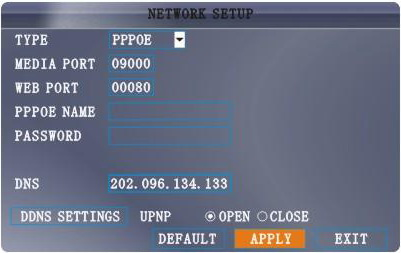 NETWORK SETUP
TYPE PPPOE
MEDIA PORT 09000
WEB PORT 00080
PPPOE NAME
PASSWORD
DNS 202.096.134.133
DDNS SETTINGS UPNP OPEN CLOSE
DEFAULT APPLY EXIT